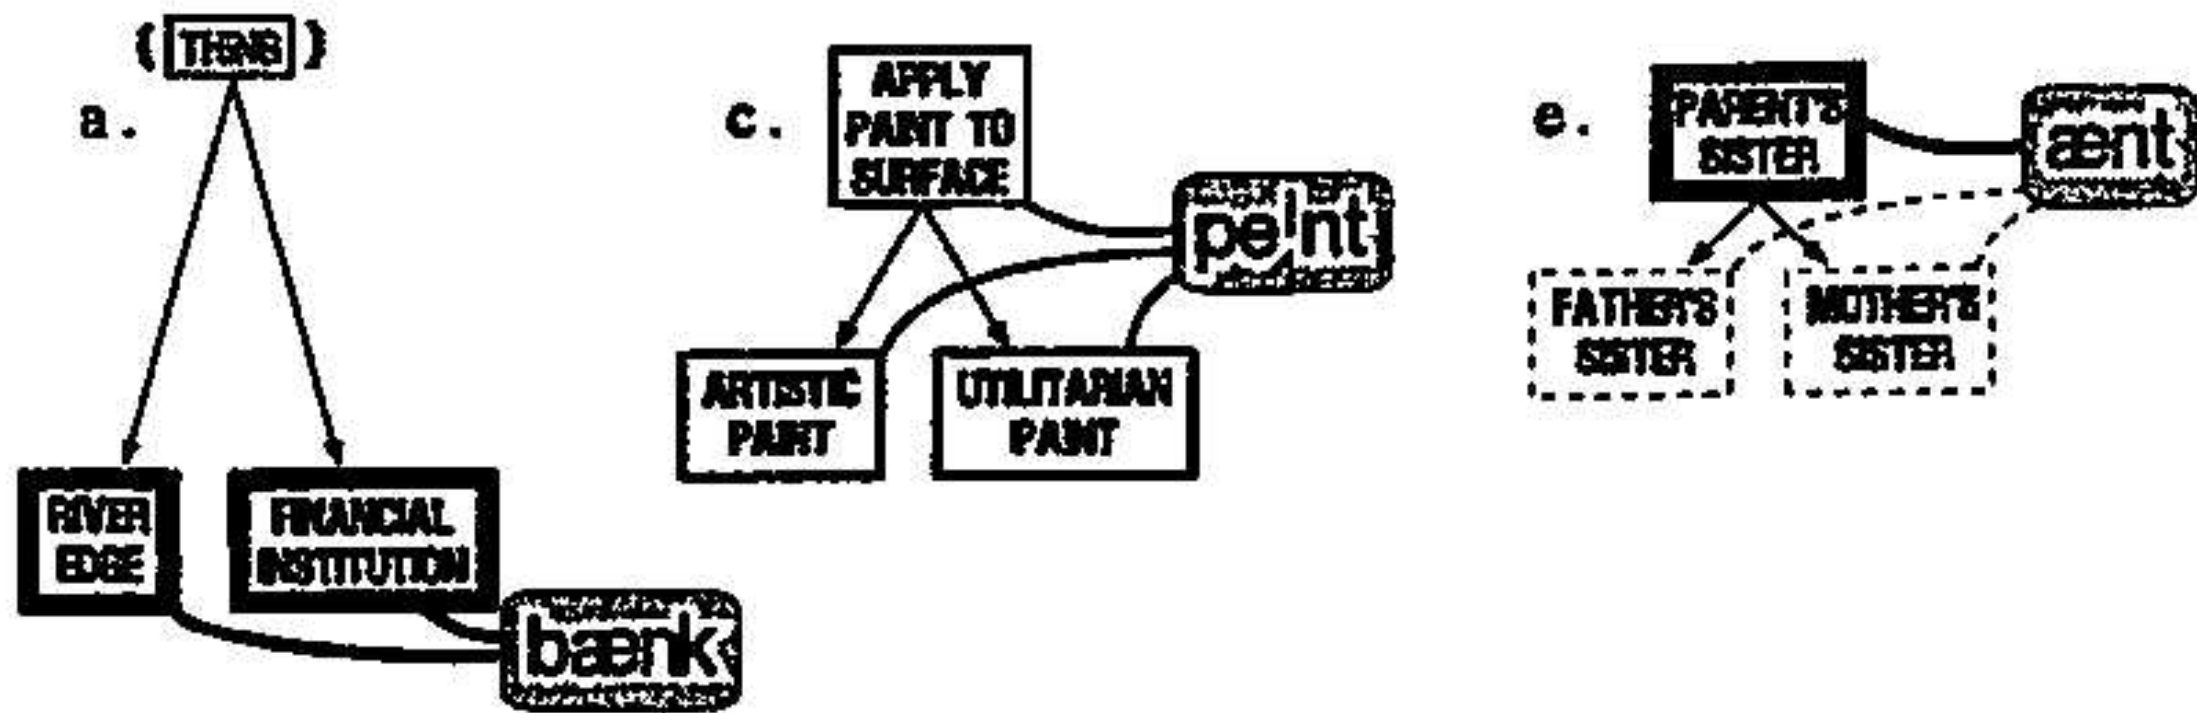 ( THING )
a.
RIVER
EDGE
FINANCIAL
INSTITUTION
bænk
c.
APPLY
PAINT TO
SURFACE
peᴵnt
ARTISTIC
PAINT
UTILITARIAN
PAINT
e.
PARENT'S
SISTER
ænt
FATHER'S
SISTER
MOTHER'S
SISTER